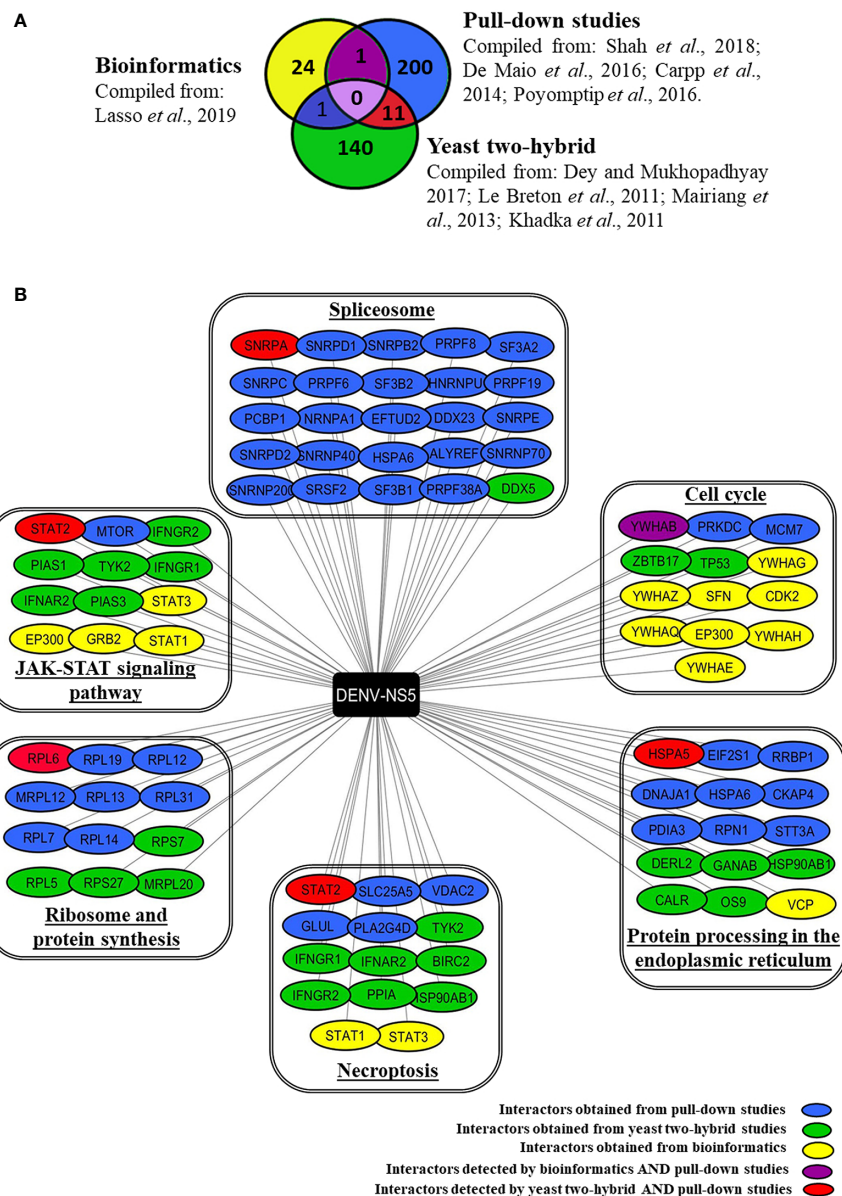 A
Bioinformatics
Compiled from:
Lasso et al., 2019
24
1
200
1
0
11
140
Pull-down studies
Compiled from: Shah et al., 2018;
De Maio et al., 2016; Carpp et al.,
2014; Poyomptip et al., 2016.
Yeast two-hybrid
Compiled from: Dey and Mukhopadhyay
2017; Le Breton et al., 2011; Mairiang et
al., 2013; Khadka et al., 2011
B
Spliceosome
SNRPA SNRPD1 SNRPB2 PRPF8 SF3A2
SNRPC PRPF6 SF3B2 HNRNPU PRPF19
PCBP1 NRNPA1 EFTUD2 DDX23 SNRPE
SNRPD2 SNRNP40 HSPA6 ALYREF SNRNP70
SNRNP200 SRSF2 SF3B1 PRPF38A DDX5
STAT2 MTOR IFNGR2
PIAS1 TYK2 IFNGR1
IFNAR2 PIAS3 STAT3
EP300 GRB2 STAT1
JAK-STAT signaling
pathway
Cell cycle
YWHAB PRKDC MCM7
ZBTB17 TP53 YWHAG
YWHAZ SFN CDK2
YWHAQ EP300 YWHAH
YWHAE
DENV-NS5
RPL6 RPL19 RPL12
MRPL12 RPL13 RPL31
RPL7 RPL14 RPS7
RPL5 RPS27 MRPL20
Ribosome and
protein synthesis
HSPA5 EIF2S1 RRBP1
DNAJA1 HSPA6 CKAP4
PDIA3 RPN1 STT3A
DERL2 GANAB HSP90AB1
CALR OS9 VCP
Protein processing in the
endoplasmic reticulum
STAT2 SLC25A5 VDAC2
GLUL PLA2G4D TYK2
IFNGR1 IFNAR2 BIRC2
IFNGR2 PPIA HSP90AB1
STAT1 STAT3
Necroptosis
Interactors obtained from pull-down studies
Interactors obtained from yeast two-hybrid studies
Interactors obtained from bioinformatics
Interactors detected by bioinformatics AND pull-down studies
Interactors detected by yeast two-hybrid AND pull-down studies